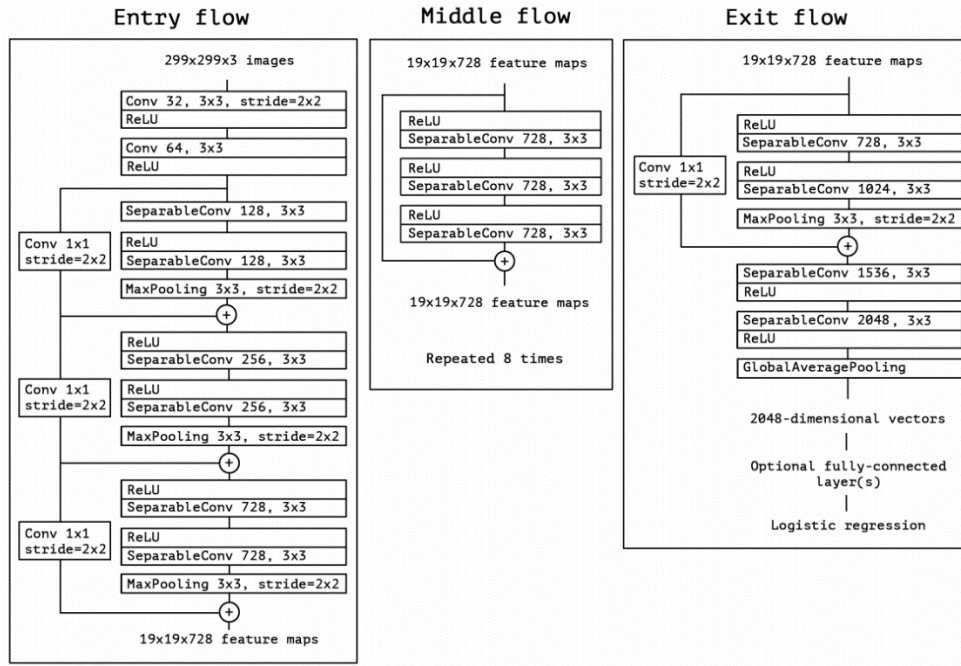 Entry flow
299x299x3 images
Conv 32, 3x3, stride=2x2
ReLU
Conv 64, 3x3
ReLU
SeparableConv 128, 3x3
Conv 1x1
stride=2x2
ReLU
SeparableConv 128, 3x3
MaxPooling 3x3, stride=2x2
+
ReLU
SeparableConv 256, 3x3
Conv 1x1
stride=2x2
ReLU
SeparableConv 256, 3x3
MaxPooling 3x3, stride=2x2
+
ReLU
SeparableConv 728, 3x3
Conv 1x1
stride=2x2
ReLU
SeparableConv 728, 3x3
MaxPooling 3x3, stride=2x2
+
19x19x728 feature maps
Middle flow
19x19x728 feature maps
ReLU
SeparableConv 728, 3x3
ReLU
SeparableConv 728, 3x3
ReLU
SeparableConv 728, 3x3
+
19x19x728 feature maps
Repeated 8 times
Exit flow
19x19x728 feature maps
ReLU
SeparableConv 728, 3x3
Conv 1x1
stride=2x2
ReLU
SeparableConv 1024, 3x3
MaxPooling 3x3, stride=2x2
+
SeparableConv 1536, 3x3
ReLU
SeparableConv 2048, 3x3
ReLU
GlobalAveragePooling
2048-dimensional vectors
Optional fully-connected
layer(s)
Logistic regression